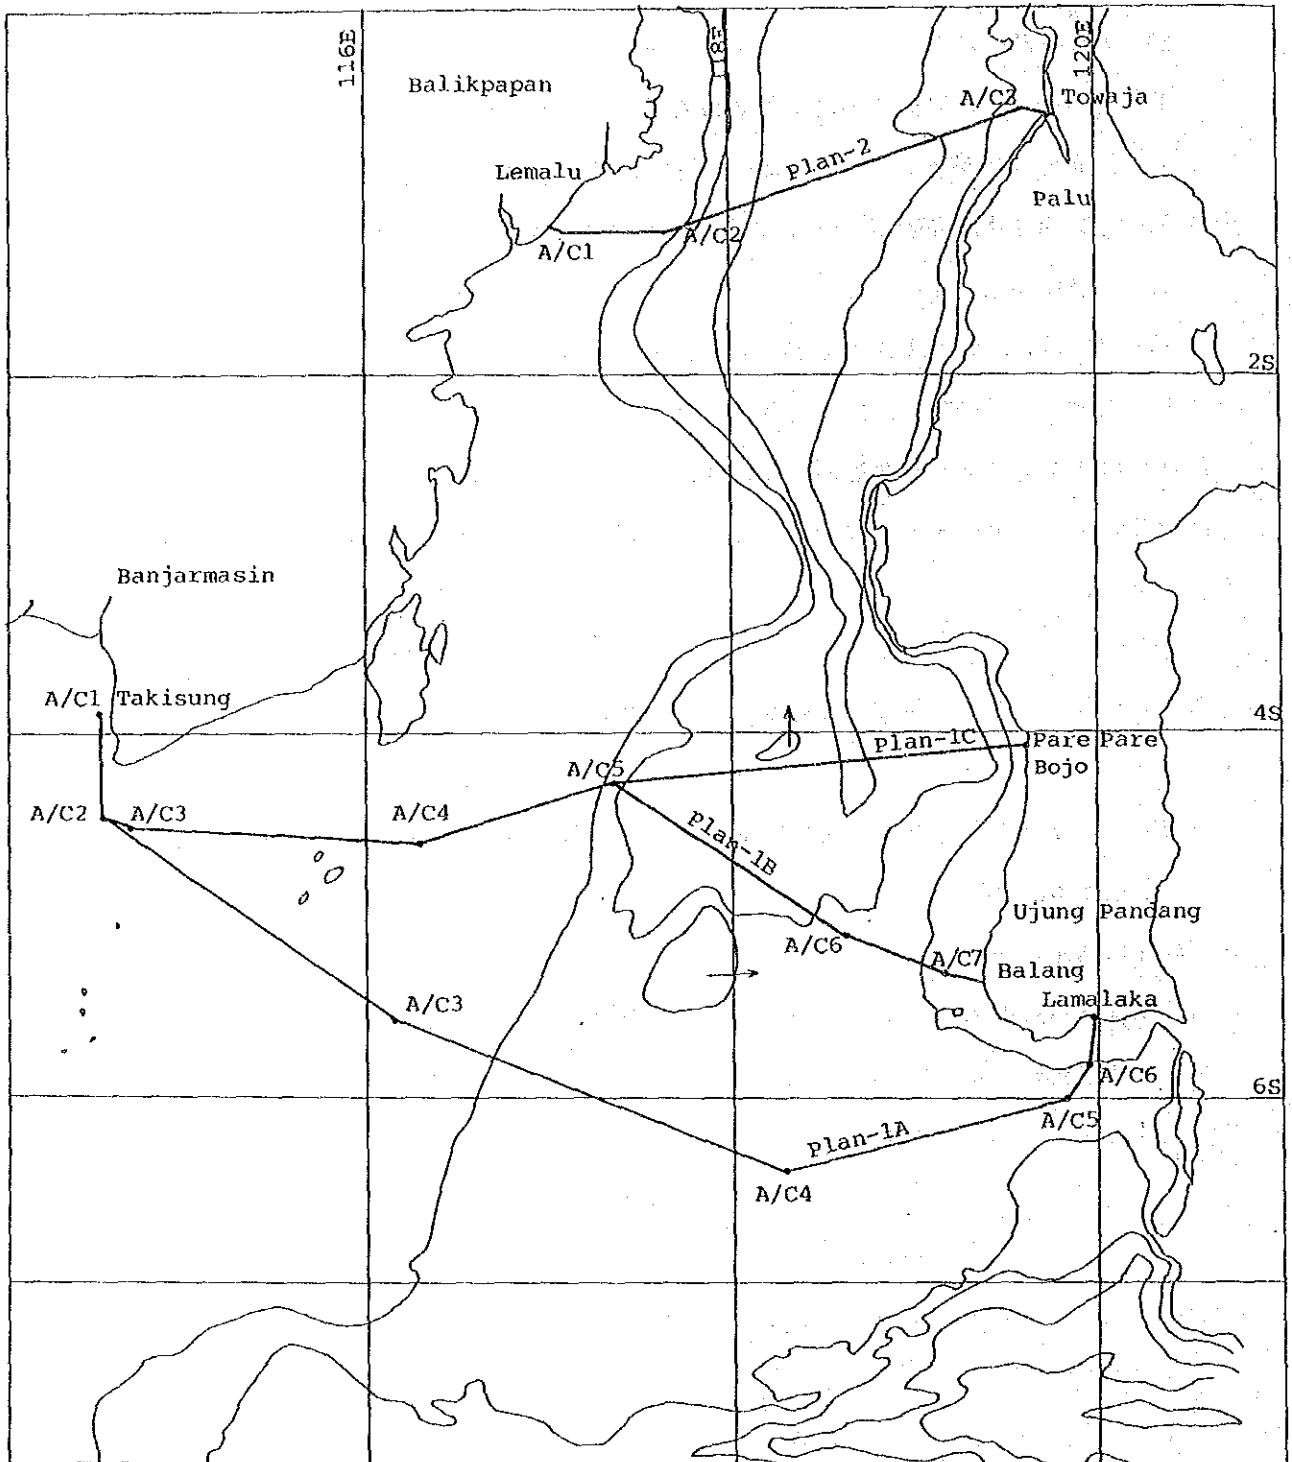 116E
118E
120E
Balikpapan
A/C3
Towaja
Plan-2
Lemalu
Palu
A/C1
A/C2
2S
Banjarmasin
A/C1
Takisung
4S
Plan-1C
Pare Pare
Bojo
A/C5
A/C2
A/C3
A/C4
Plan-1B
Ujung Pandang
A/C6
A/C7
Balang
Lamalaka
A/C3
A/C6
6S
A/C5
Plan-1A
A/C4